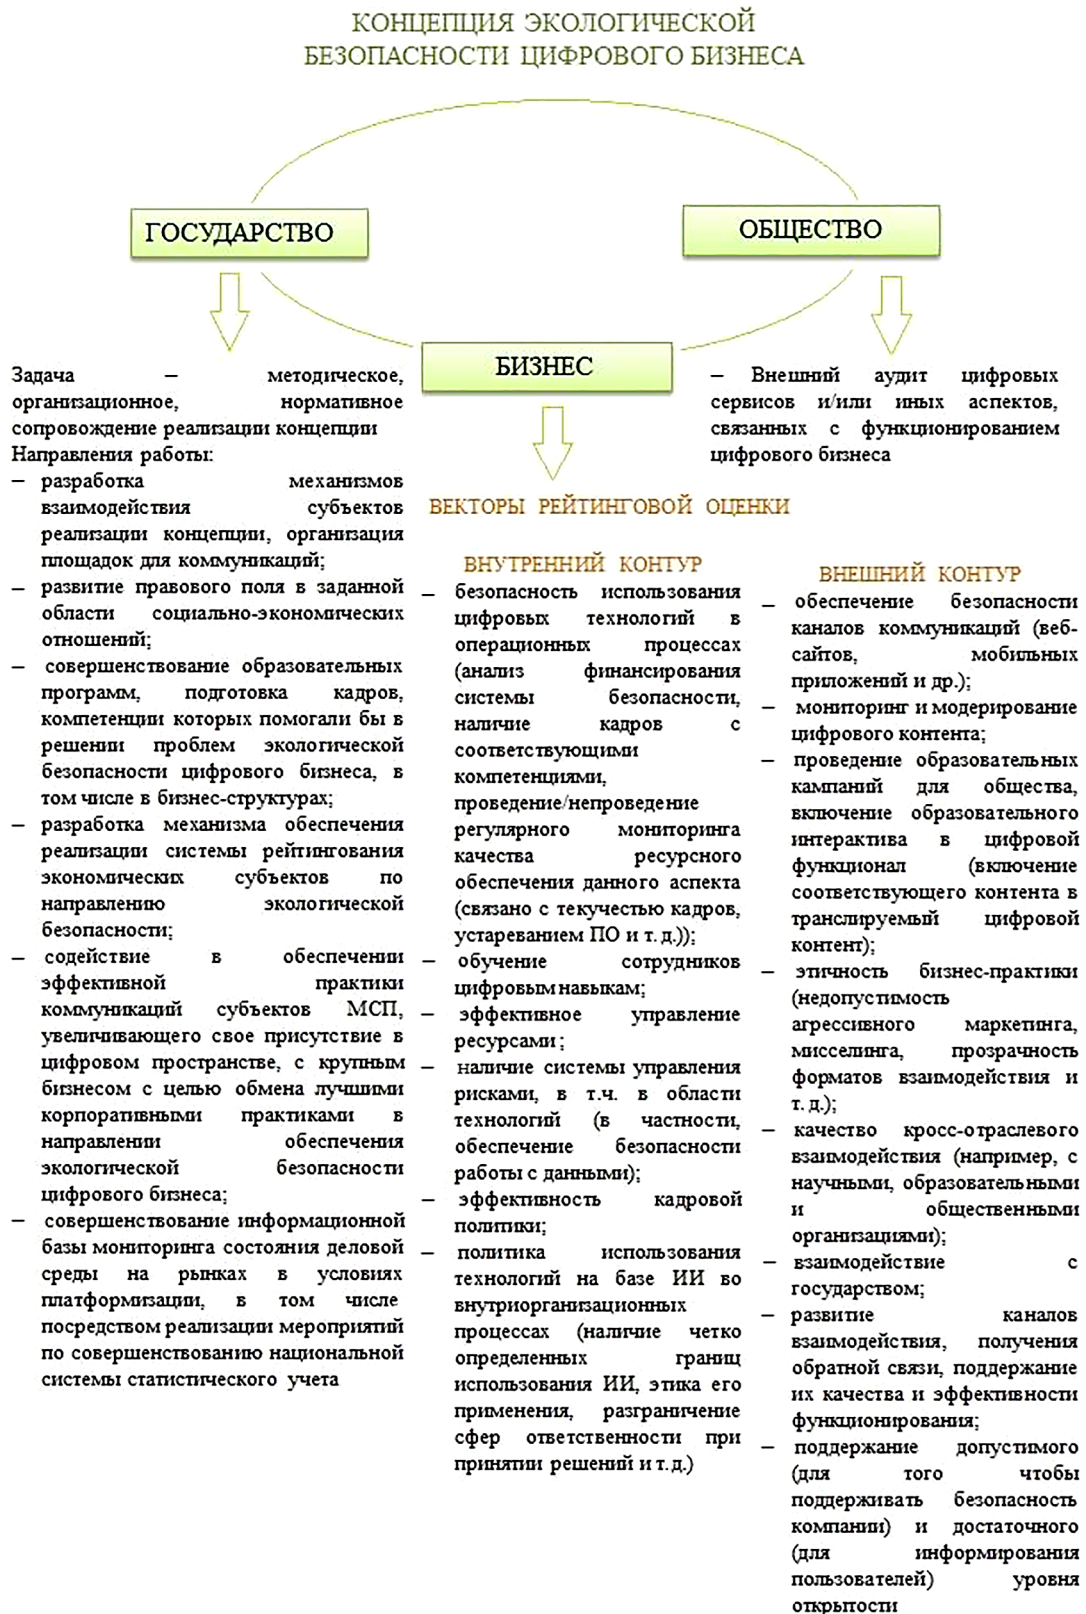 КОНЦЕПЦИЯ ЭКОЛОГИЧЕСКОЙ
БЕЗОПАСНОСТИ ЦИФРОВОГО БИЗНЕСА
ГОСУДАРСТВО
ОБЩЕСТВО
БИЗНЕС
Задача – методическое,
организационное, нормативное
сопровождение реализации концепции
Направления работы:
– разработка механизмов
взаимодействия субъектов
реализации концепции, организация
площадок для коммуникаций;
– развитие правового поля в заданной
области социально-экономических
отношений;
– совершенствование образовательных
программ, подготовка кадров,
компетенции которых помогали бы в
решении проблем экологической
безопасности цифрового бизнеса, в
том числе в бизнес-структурах;
– разработка механизма обеспечения
реализации системы рейтингования
экономических субъектов по
направлению экологической
безопасности;
– содействие в обеспечении
эффективной практики
коммуникаций субъектов МСП,
увеличивающего свое присутствие в
цифровом пространстве, с крупным
бизнесом с целью обмена лучшими
корпоративными практиками в
направлении обеспечения
экологической безопасности
цифрового бизнеса;
– совершенствование информационной
базы мониторинга состояния деловой
среды на рынках в условиях
платформизации, в том числе
посредством реализации мероприятий
по совершенствованию национальной
системы статистического учета
– Внешний аудит цифровых
сервисов и/или иных аспектов,
связанных с функционированием
цифрового бизнеса
ВЕКТОРЫ РЕЙТИНГОВОЙ ОЦЕНКИ
ВНУТРЕННИЙ КОНТУР
– безопасность использования
цифровых технологий в
операционных процессах
(анализ финансирования
системы безопасности,
наличие кадров с
соответствующими
компетенциями,
проведение/непроведение
регулярного мониторинга
качества ресурсного
обеспечения данного аспекта
(связано с текучестью кадров,
устареванием ПО и т. д.));
– обучение сотрудников
цифровым навыкам;
– эффективное управление
ресурсами;
– наличие системы управления
рисками, в т.ч. в области
технологий (в частности,
обеспечение безопасности
работы с данными);
– эффективность кадровой
политики;
– политика использования
технологий на базе ИИ во
внутриорганизационных
процессах (наличие четко
определенных границ
использования ИИ, этика его
применения, разграничение
сфер ответственности при
принятии решений и т. д.)
ВНЕШНИЙ КОНТУР
– обеспечение безопасности
каналов коммуникаций (веб-
сайтов, мобильных
приложений и др.);
– мониторинг и модерирование
цифрового контента;
– проведение образовательных
кампаний для общества,
включение образовательного
интерактива в цифровой
функционал (включение
соответствующего контента в
транслируемый цифровой
контент);
– этичность бизнес-практики
(недопустимость
агрессивного маркетинга,
мисселинга, прозрачность
форматов взаимодействия и
т. д.);
– качество кросс-отраслевого
взаимодействия (например, с
научными, образовательными
и общественными
организациями);
– взаимодействие с
государством;
– развитие каналов
взаимодействия, получения
обратной связи, поддержание
их качества и эффективности
функционирования;
– поддержание допустимого
(для того чтобы
поддерживать безопасность
компании) и достаточного
(для информирования
пользователей) уровня
открытости